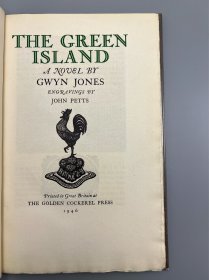 THE GREEN
ISLAND
A NOVEL BY
GWYN JONES
ENGRAVINGS BY
JOHN PETTS
Printed in Great Britain at
THE GOLDEN COCKEREL PRESS
1946